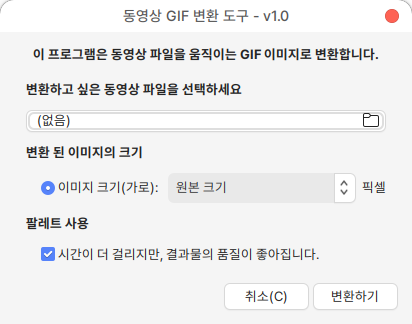 동영상 GIF 변환 도구 - v1.0
이 프로그램은 동영상 파일을 움직이는 GIF 이미지로 변환합니다.
변환하고 싶은 동영상 파일을 선택하세요
(없음)
변환 된 이미지의 크기
이미지 크기(가로): 원본 크기 픽셀
팔레트 사용
시간이 더 걸리지만, 결과물의 품질이 좋아집니다.
취소(C) 변환하기